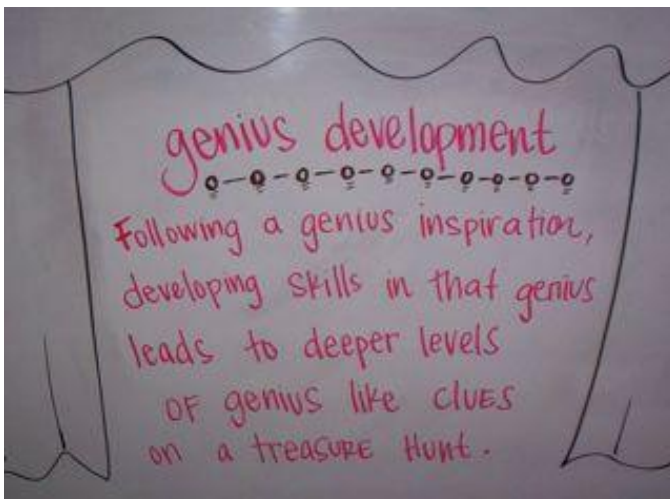 genius development
Following a genius inspiration,
developing skills in that genius
leads to deeper levels
OF genius like clUES
on a tREASURE Hunt.